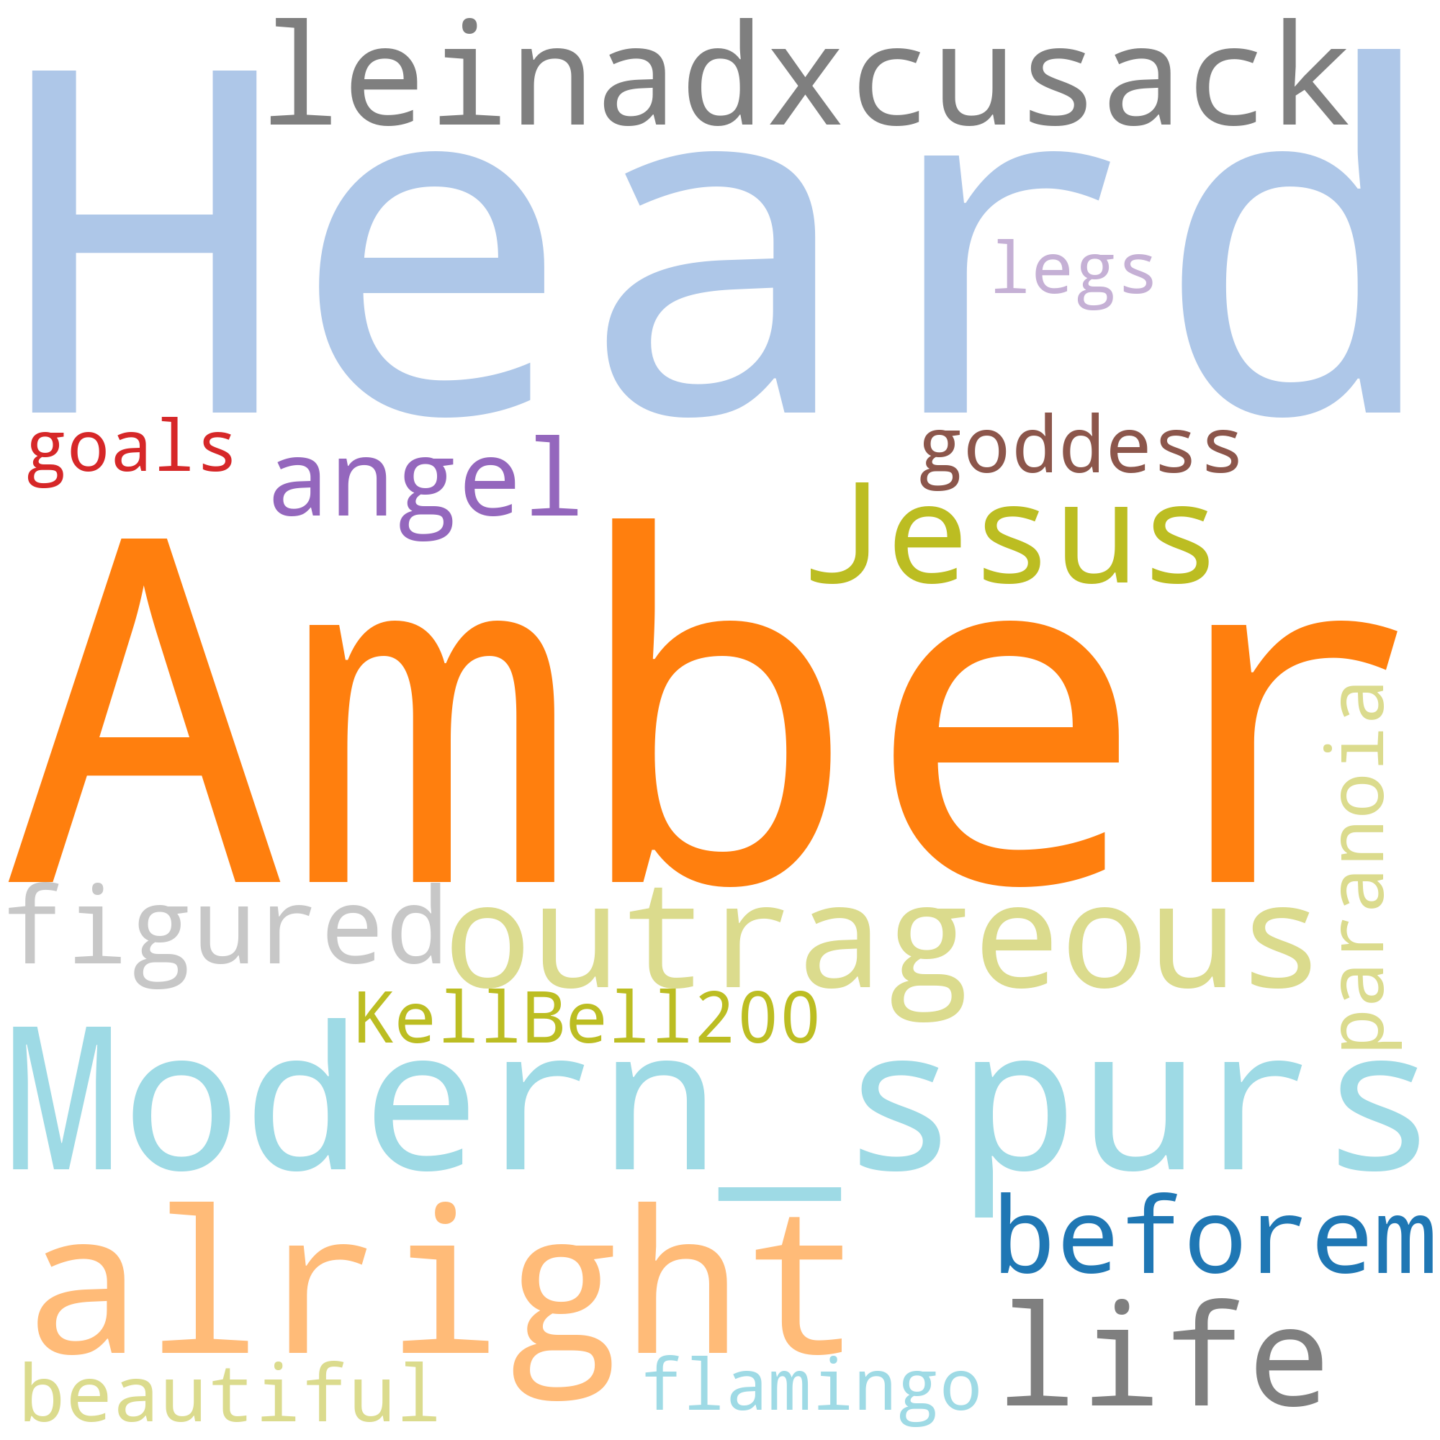 leinadxcusack
Heard
legs
goals
angel
goddess
Jesus
Amber
paranoia
figured
outrageous
KellBell200
Modern_spurs
alright
beforem
life
beautiful
flamingo